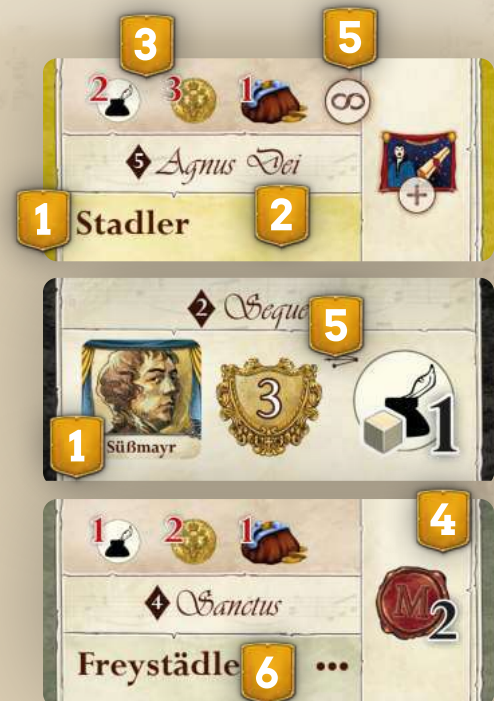 3 5
2 3 1
5 Agnus Dei
1 Stadler 2
2 Seque
5
3
1 Süßmayr 1
4
1 2 1
4 Sanctus
M 2
Freystädle 6 •••